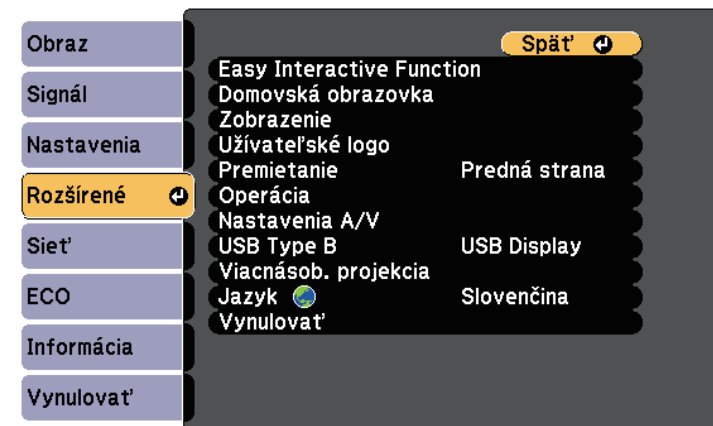 Obraz
Signál
Nastavenia
Rozšírené
Sieť
ECO
Informácia
Vynulovať
Späť
Easy Interactive Function
Domovská obrazovka
Zobrazenie
Užívateľské logo
Premietanie Predná strana
Operácia
Nastavenia A/V
USB Type B USB Display
Viacnásob. projekcia
Jazyk Slovenčina
Vynulovať